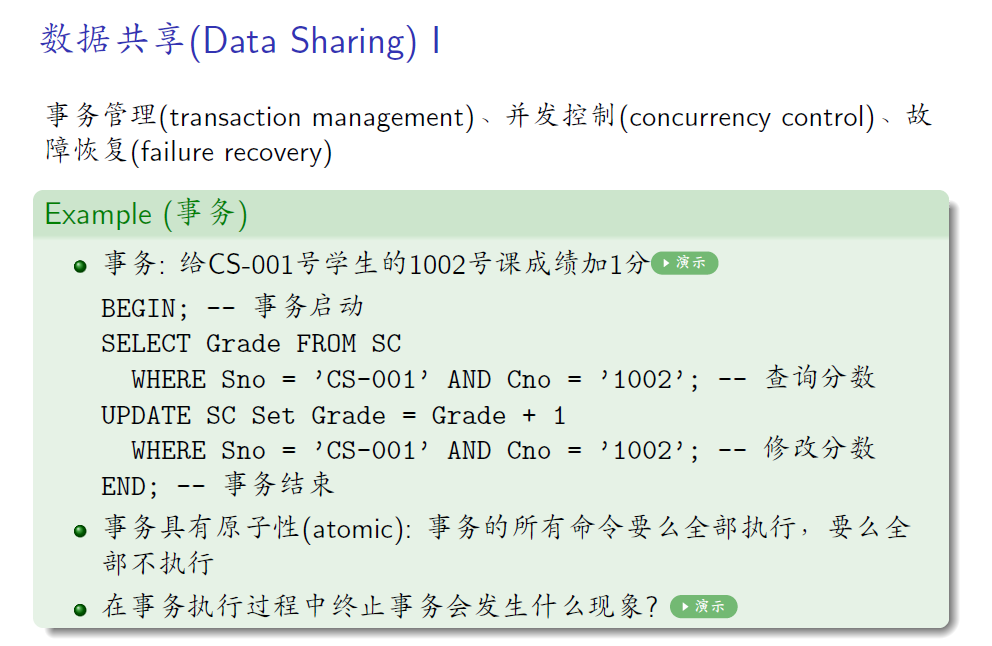 数据共享(Data Sharing) I
事务管理(transaction management)、并发控制(concurrency control)、故
障恢复(failure recovery)
Example (事务)
事务: 给CS-001号学生的1002号课成绩加1分 演示
BEGIN; -- 事务启动
SELECT Grade FROM SC
WHERE Sno = ’CS-001’ AND Cno = ’1002’; -- 查询分数
UPDATE SC Set Grade = Grade + 1
WHERE Sno = ’CS-001’ AND Cno = ’1002’; -- 修改分数
END; -- 事务结束
事务具有原子性(atomic): 事务的所有命令要么全部执行，要么全
部不执行
在事务执行过程中终止事务会发生什么现象? 演示